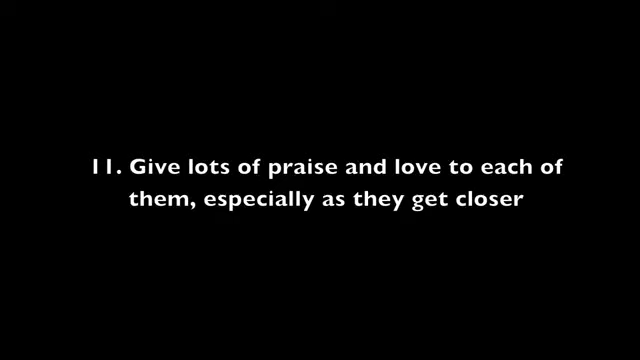 11. Give lots of praise and love to each of
them, especially as they get closer